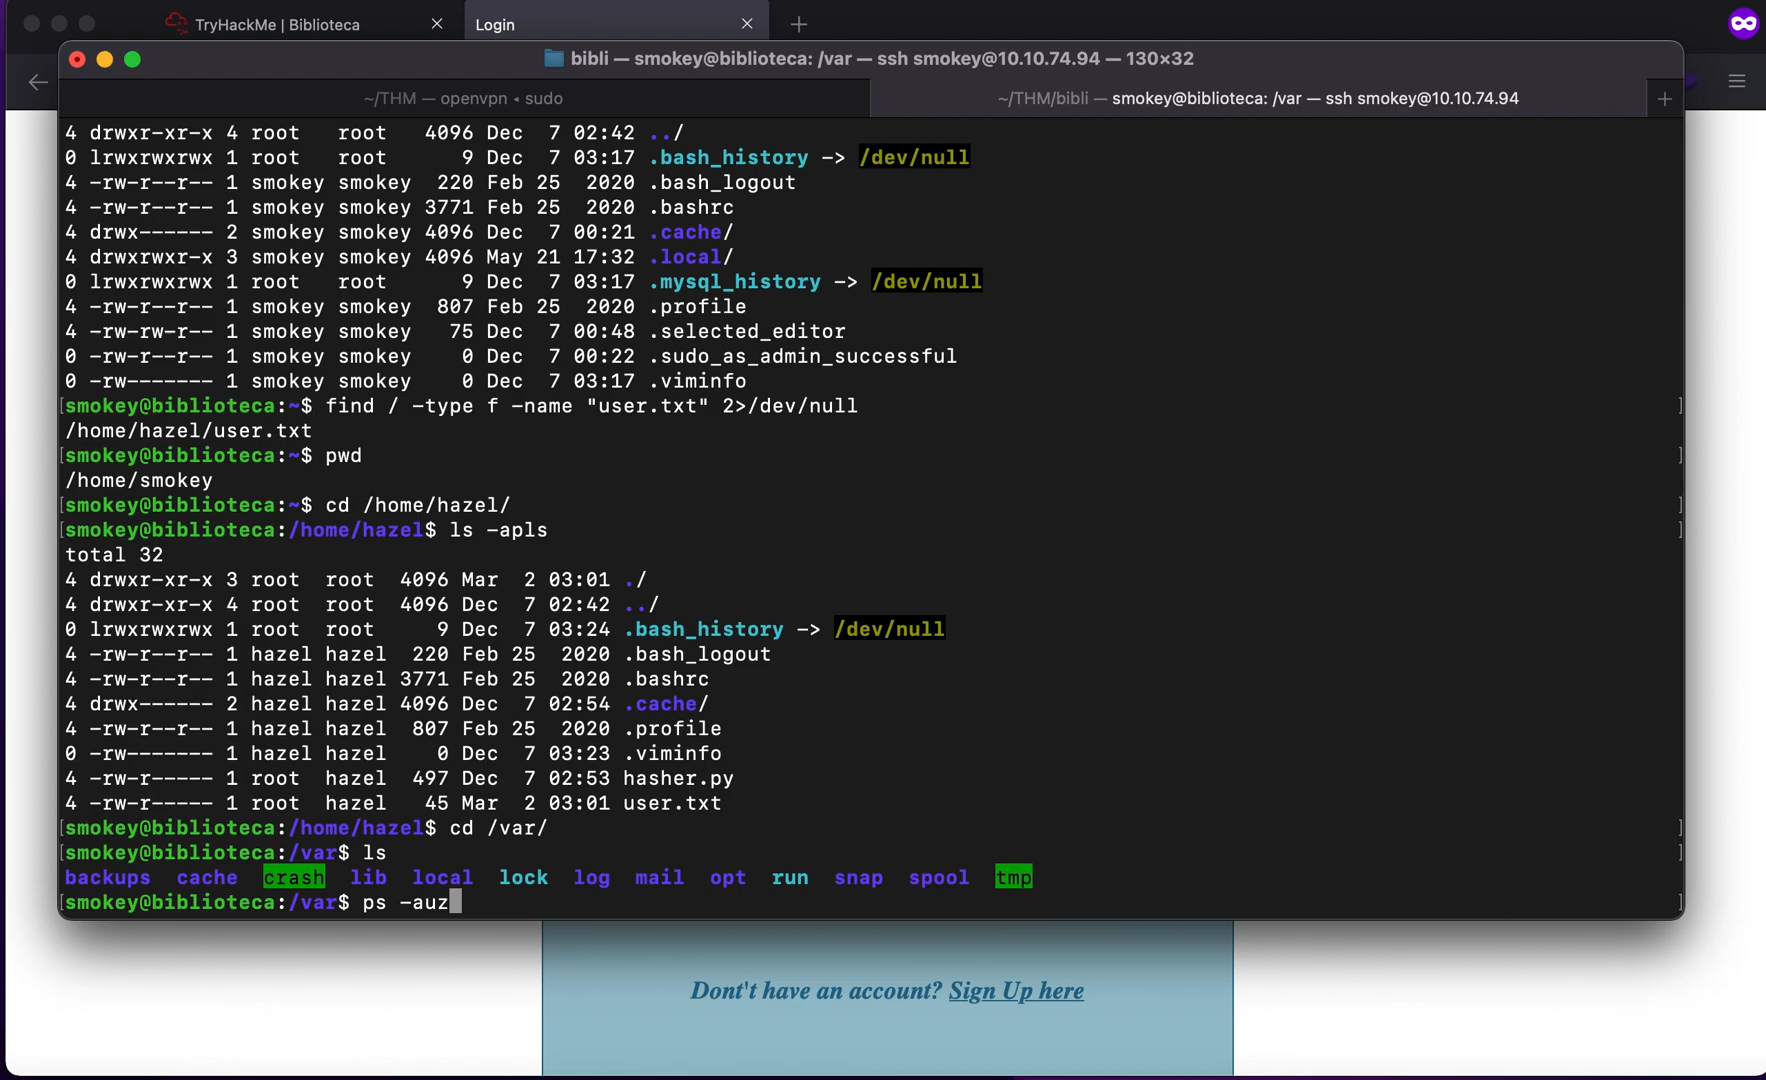 TryHackMe | Biblioteca
Login
bibli — smokey@biblioteca: /var — ssh smokey@10.10.74.94 — 130×32
~/THM — openvpn ◂ sudo
~/THM/bibli — smokey@biblioteca: /var — ssh smokey@10.10.74.94
4 drwxr-xr-x 4 root   root   4096 Dec  7 02:42 ../
0 lrwxrwxrwx 1 root   root      9 Dec  7 03:17 .bash_history -> /dev/null
4 -rw-r--r-- 1 smokey smokey  220 Feb 25  2020 .bash_logout
4 -rw-r--r-- 1 smokey smokey 3771 Feb 25  2020 .bashrc
4 drwx------ 2 smokey smokey 4096 Dec  7 00:21 .cache/
4 drwxrwxr-x 3 smokey smokey 4096 May 21 17:32 .local/
0 lrwxrwxrwx 1 root   root      9 Dec  7 03:17 .mysql_history -> /dev/null
4 -rw-r--r-- 1 smokey smokey  807 Feb 25  2020 .profile
4 -rw-rw-r-- 1 smokey smokey   75 Dec  7 00:48 .selected_editor
0 -rw-r--r-- 1 smokey smokey    0 Dec  7 00:22 .sudo_as_admin_successful
0 -rw------- 1 smokey smokey    0 Dec  7 03:17 .viminfo
[smokey@biblioteca:~$ find / -type f -name "user.txt" 2>/dev/null ]
/home/hazel/user.txt
[smokey@biblioteca:~$ pwd ]
/home/smokey
[smokey@biblioteca:~$ cd /home/hazel/ ]
[smokey@biblioteca:/home/hazel$ ls -apls ]
total 32
4 drwxr-xr-x 3 root  root  4096 Mar  2 03:01 ./
4 drwxr-xr-x 4 root  root  4096 Dec  7 02:42 ../
0 lrwxrwxrwx 1 root  root     9 Dec  7 03:24 .bash_history -> /dev/null
4 -rw-r--r-- 1 hazel hazel  220 Feb 25  2020 .bash_logout
4 -rw-r--r-- 1 hazel hazel 3771 Feb 25  2020 .bashrc
4 drwx------ 2 hazel hazel 4096 Dec  7 02:54 .cache/
4 -rw-r--r-- 1 hazel hazel  807 Feb 25  2020 .profile
0 -rw------- 1 hazel hazel    0 Dec  7 03:23 .viminfo
4 -rw-r----- 1 root  hazel  497 Dec  7 02:53 hasher.py
4 -rw-r----- 1 root  hazel   45 Mar  2 03:01 user.txt
[smokey@biblioteca:/home/hazel$ cd /var/ ]
[smokey@biblioteca:/var$ ls ]
backups  cache  crash  lib  local  lock  log  mail  opt  run  snap  spool  tmp
[smokey@biblioteca:/var$ ps -auz ]
Dont't have an account? Sign Up here